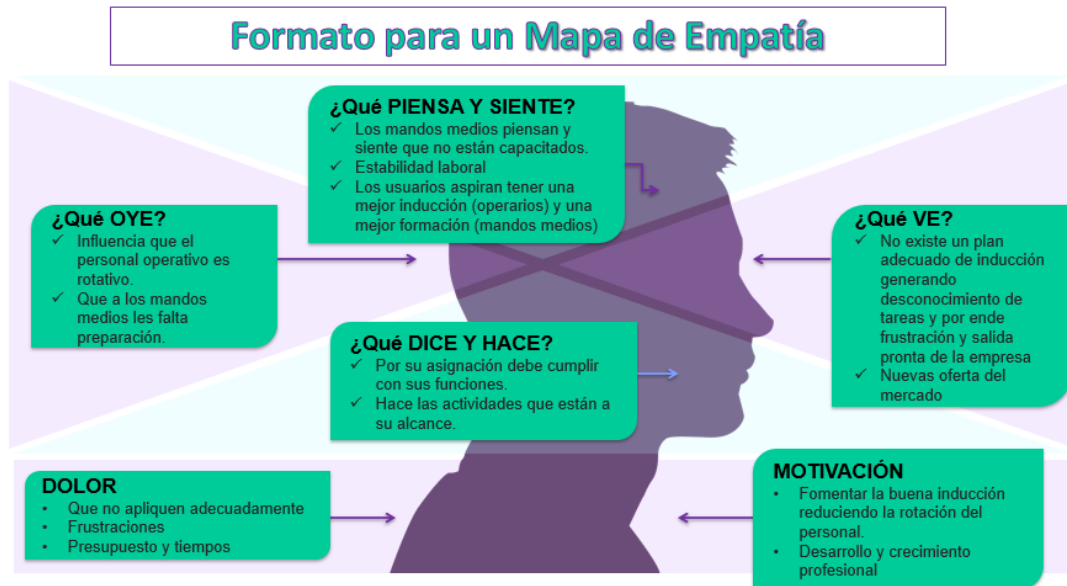 Formato para un Mapa de Empatía
¿Qué PIENSA Y SIENTE?
✓ Los mandos medios piensan y
siente que no están capacitados.
✓ Estabilidad laboral
✓ Los usuarios aspiran tener una
mejor inducción (operarios) y una
mejor formación (mandos medios)
¿Qué OYE?
✓ Influencia que el
personal operativo es
rotativo.
✓ Que a los mandos
medios les falta
preparación.
¿Qué VE?
✓ No existe un plan
adecuado de inducción
generando
desconocimiento de
tareas y por ende
frustración y salida
pronta de la empresa
✓ Nuevas oferta del
mercado
¿Qué DICE Y HACE?
✓ Por su asignación debe cumplir
con sus funciones.
✓ Hace las actividades que están a
su alcance.
DOLOR
• Que no apliquen adecuadamente
• Frustraciones
• Presupuesto y tiempos
MOTIVACIÓN
• Fomentar la buena inducción
reduciendo la rotación del
personal.
• Desarrollo y crecimiento
profesional